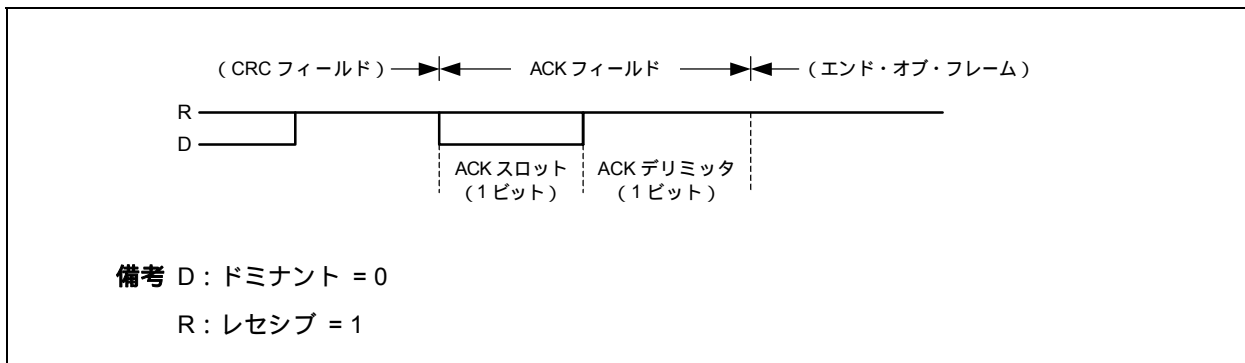 (CRC フィールド) ACK フィールド (エンド・オブ・フレーム)
R
D
ACK スロット ACK デリミッタ
(1 ビット) (1 ビット)
備考 D:ドミナント = 0
R:レセシブ = 1